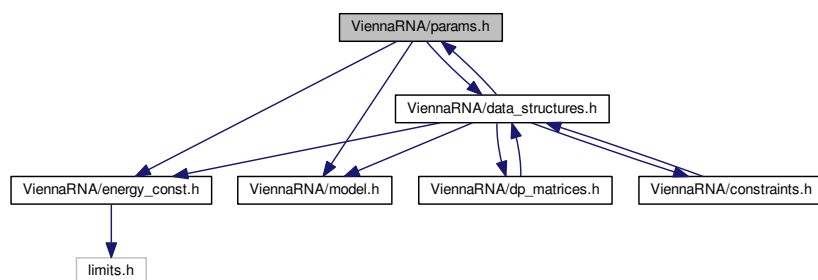 ViennaRNA/params.h
ViennaRNA/data_structures.h
ViennaRNA/energy_const.h
ViennaRNA/model.h
ViennaRNA/dp_matrices.h
ViennaRNA/constraints.h
limits.h